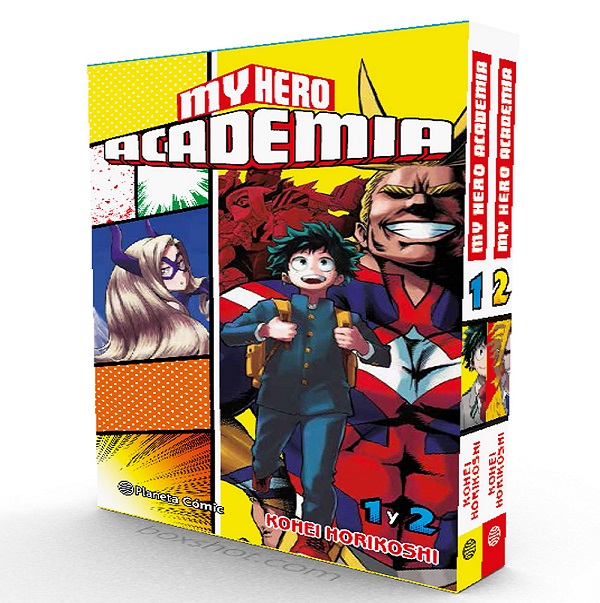 MY HERO
ACADEMIA
Planeta Cómic
1 y 2
KOHEI HORIKOSHI
MY HERO ACADEMIA
1
KOHEI
HORIKOSHI
MY HERO ACADEMIA
2
KOHEI
HORIKOSHI